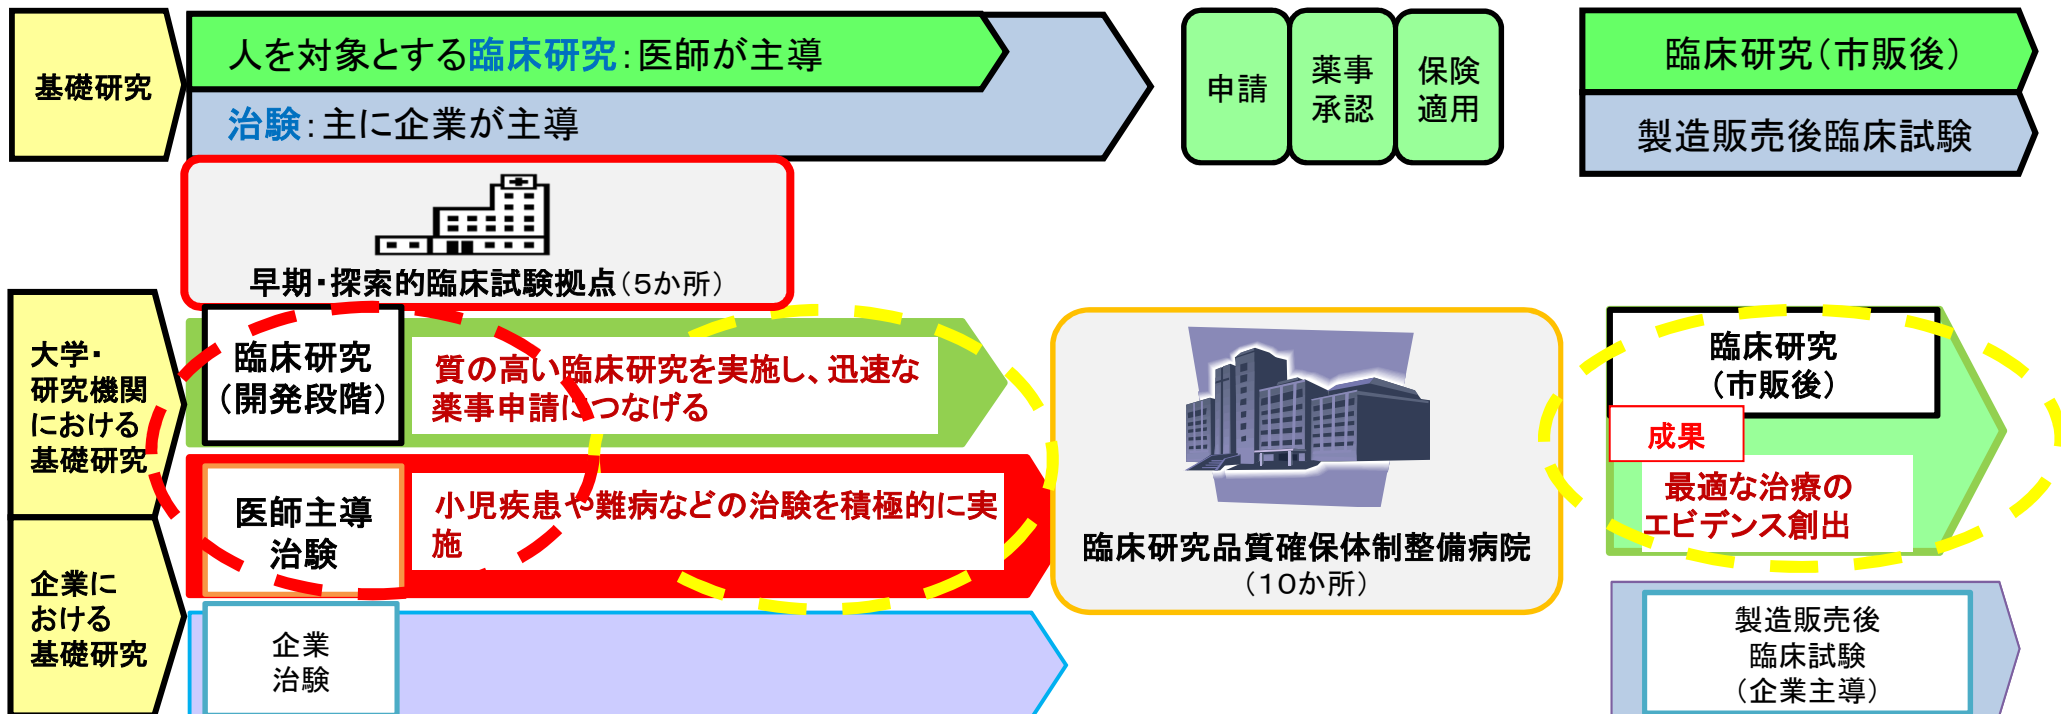 基礎研究
人を対象とする臨床研究：医師が主導
治験：主に企業が主導
申請
薬事
承認
保険
適用
臨床研究（市販後）
製造販売後臨床試験
早期・探索的臨床試験拠点（5か所）
大学・
研究機関
における
基礎研究
臨床研究
（開発段階）
質の高い臨床研究を実施し、迅速な
薬事申請につなげる
医師主導
治験
小児疾患や難病などの治験を積極的に実
施
企業に
おける
基礎研究
企業
治験
臨床研究品質確保体制整備病院
（10か所）
臨床研究
（市販後）
成果
最適な治療の
エビデンス創出
製造販売後
臨床試験
（企業主導）